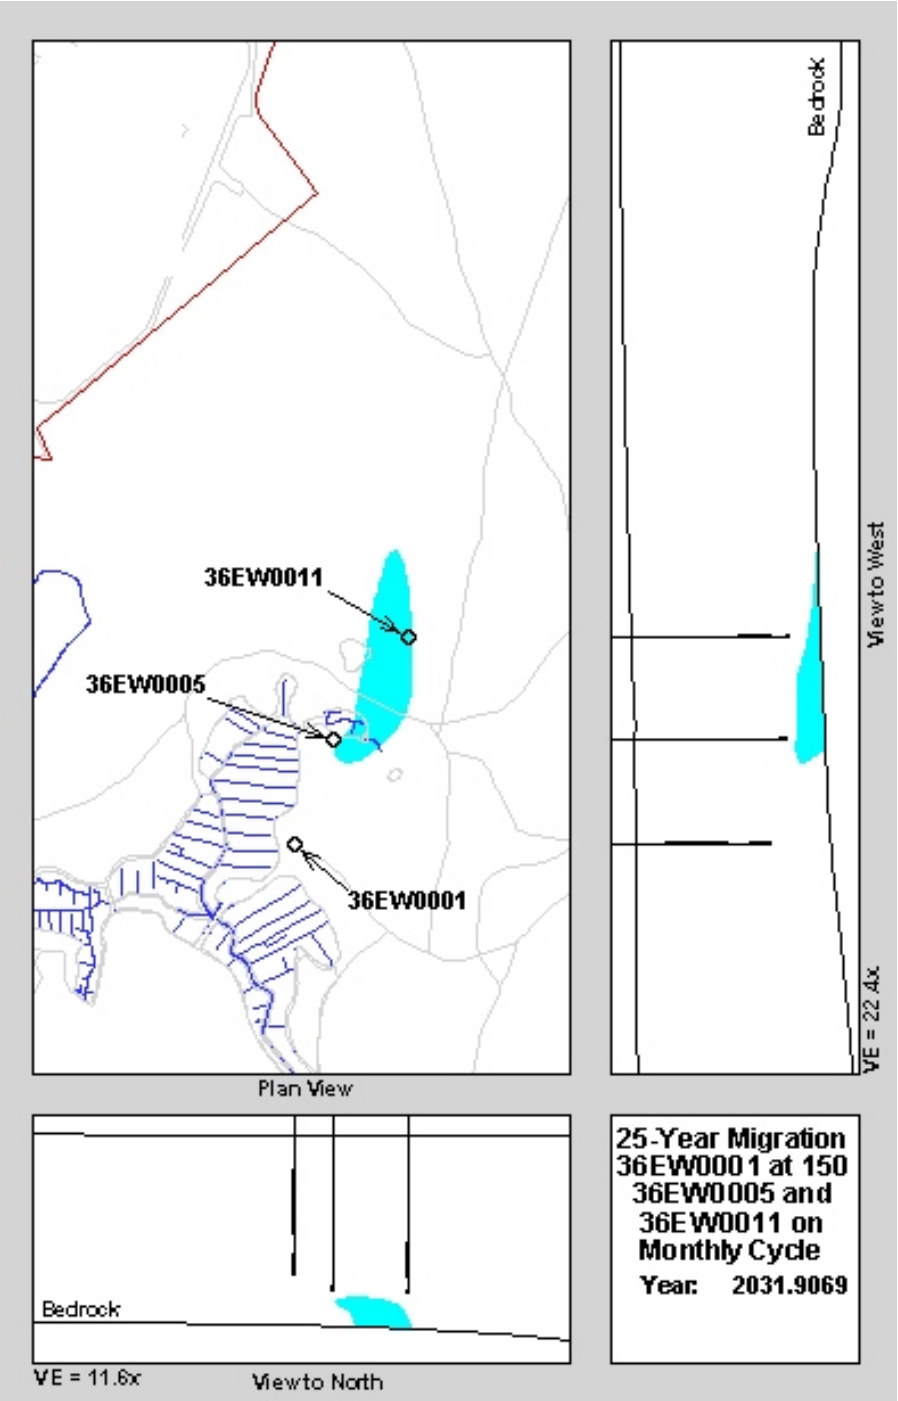 Bedrock
36EW0011
View to West
36EW0005
36EW0001
VE = 22.4x
Plan View
25-Year Migration
36EW0001 at 150
36EW0005 and
36EW0011 on
Monthly Cycle
Year: 2031.9069
Bedrock
VE = 11.6x
View to North